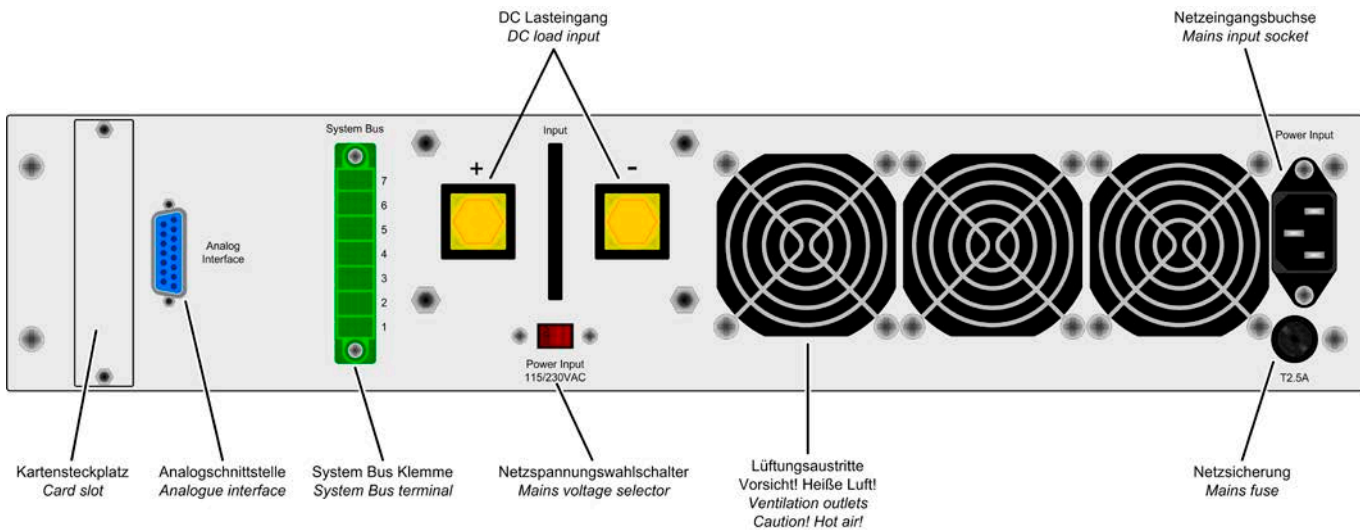 DC Lasteingang
DC load input
Netzeingangsbuchse
Mains input socket
System Bus
Input
Power Input
+
-
7
6
5
4
3
2
1
Analog
Interface
Power Input
115/230VAC
T2.5A
Kartensteckplatz
Card slot
Analogschnittstelle
Analogue interface
System Bus Klemme
System Bus terminal
Netzspannungswahlschalter
Mains voltage selector
Lüftungsaustritte
Vorsicht! Heiße Luft!
Ventilation outlets
Caution! Hot air!
Netzsicherung
Mains fuse